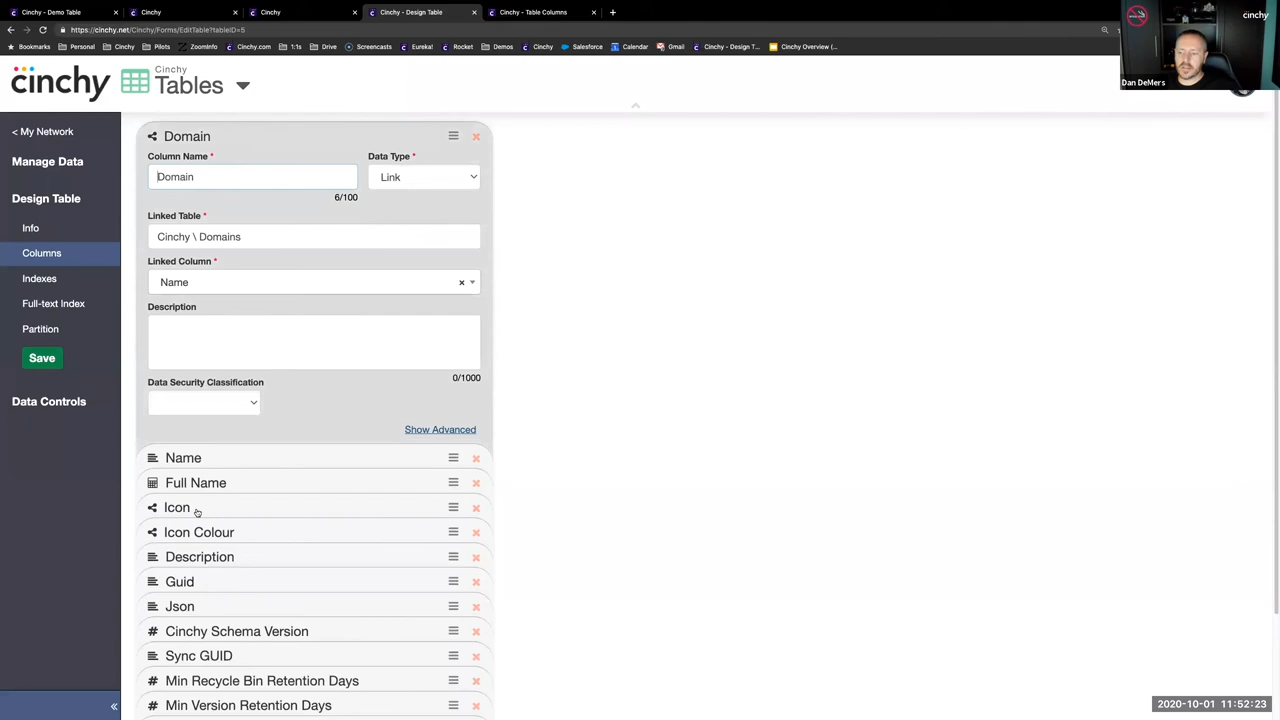 Cinchy - Demo Table
Cinchy
Cinchy
Cinchy - Design Table
Cinchy - Table Columns
https://cinchy.net/Cinchy/Forms/EditTable?tableID=5
Bookmarks
Personal
Cinchy
Pilots
ZoomInfo
Cinchy.com
1:1s
Drive
Screencasts
Eureka!
Rocket
Demos
Cinchy
Salesforce
Calendar
Gmail
Cinchy - Design T...
Cinchy Overview (...
cinchy
Dan DeMers
cinchy
Cinchy
Tables
< My Network
Manage Data
Design Table
Info
Columns
Indexes
Full-text Index
Partition
Save
Data Controls
«
Domain
Column Name *
Data Type *
Domain
Link
6/100
Linked Table *
Cinchy \ Domains
Linked Column *
Name
Description
0/1000
Data Security Classification
Show Advanced
Name
Full Name
Icon
Icon Colour
Description
Guid
Json
# Cinchy Schema Version
Sync GUID
# Min Recycle Bin Retention Days
# Min Version Retention Days
2020-10-01 11:52:23